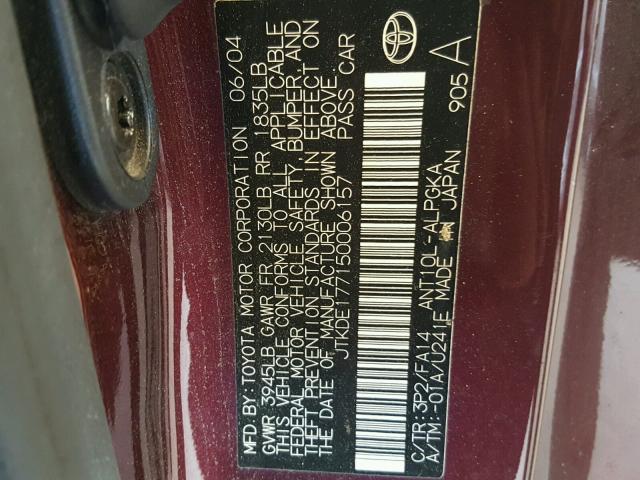 MFD. BY: TOYOTA MOTOR CORPORATION 06/04
GVWR 3945LB GAWR FR 2130LB RR 1835LB
THIS VEHICLE CONFORMS TO ALL APPLICABLE
FEDERAL MOTOR VEHICLE SAFETY, BUMPER, AND
THEFT PREVENTION STANDARDS IN EFFECT ON
THE DATE OF MANUFACTURE SHOWN ABOVE.
JTKDE177150006157 PASS CAR
C/TR:3P2/FA14 ANT10L-ALPGKA
A/TM:-01A/U241E MADE IN JAPAN 905 A